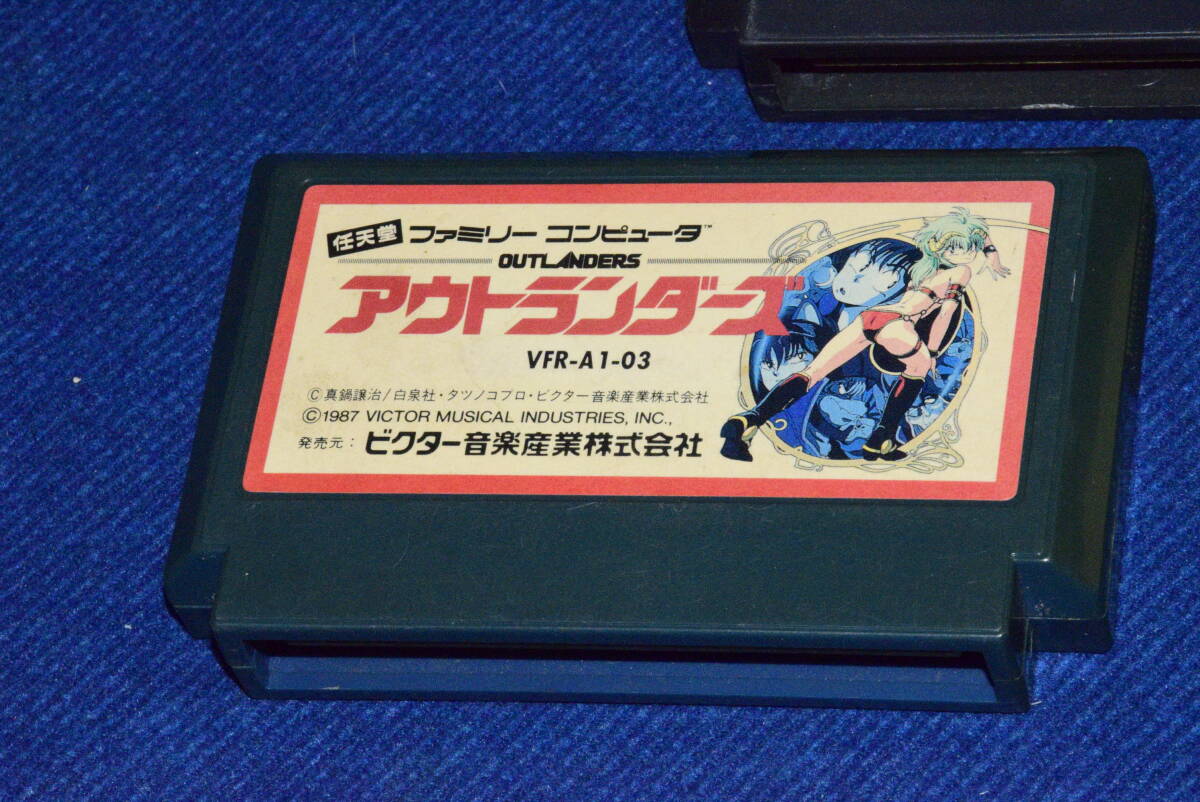 任天堂 ファミリー コンピュータ™
OUTLANDERS
アウトランダーズ
VFR-A1-03
©真鍋譲治/白泉社・タツノコプロ・ビクター音楽産業株式会社
©1987 VICTOR MUSICAL INDUSTRIES, INC.,
発売元：ビクター音楽産業株式会社